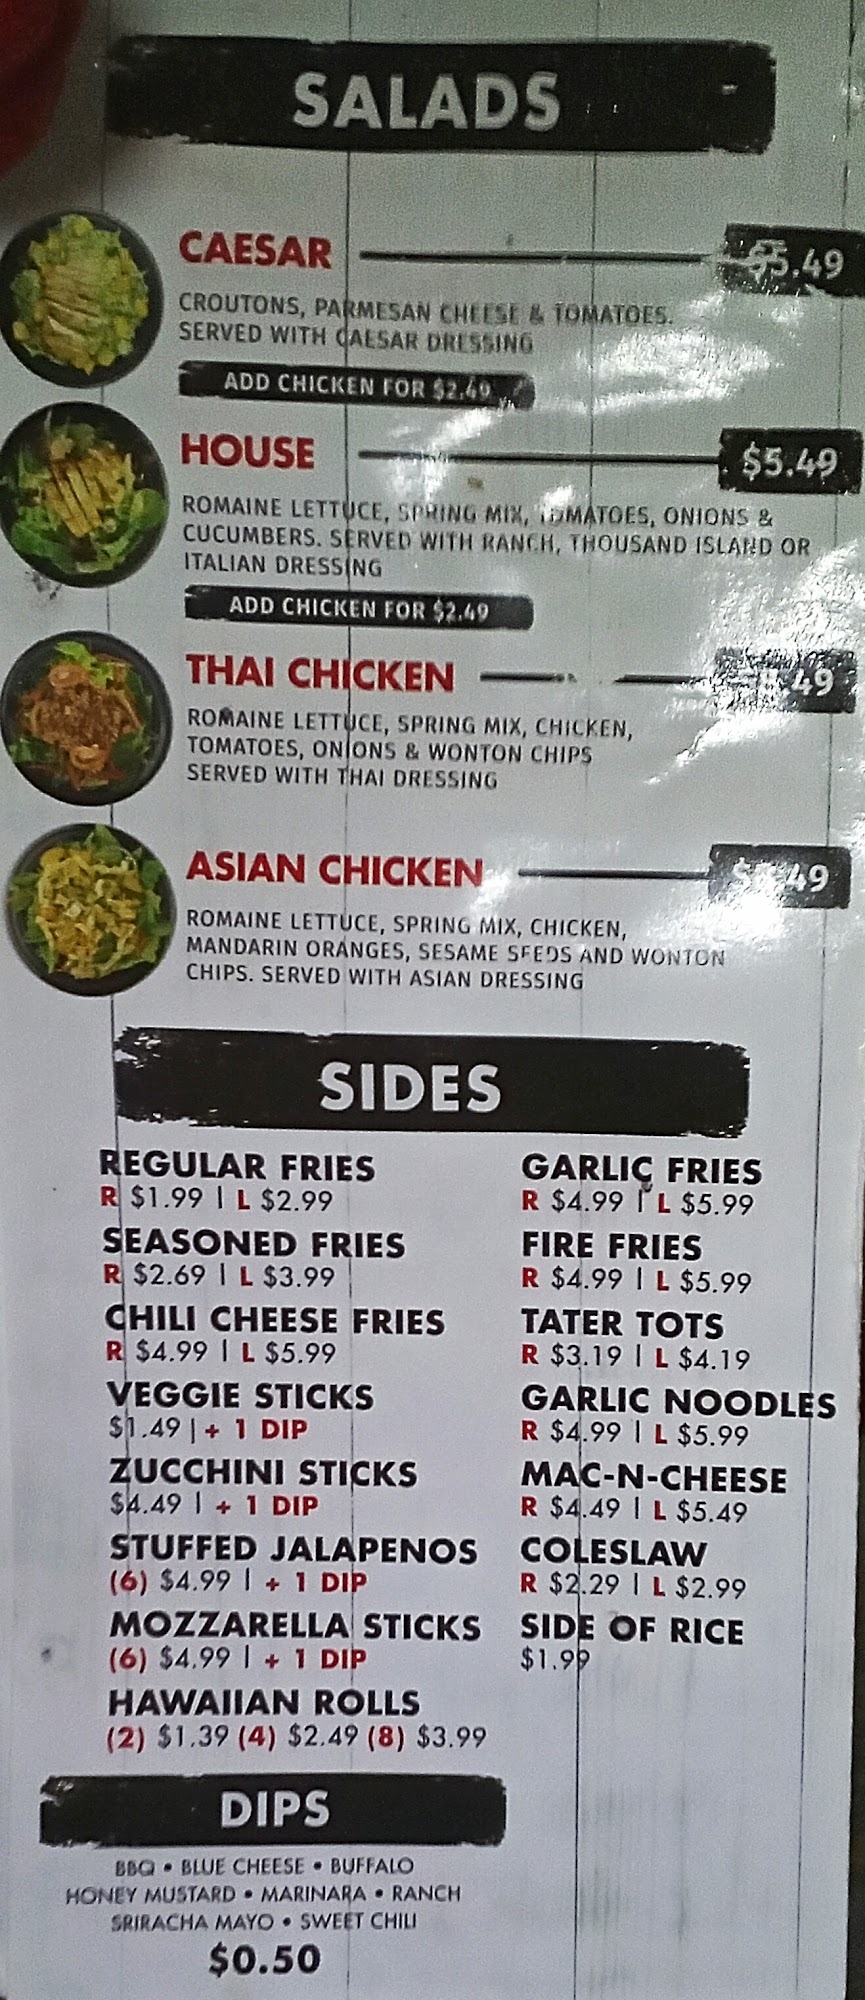 SALADS
CAESAR $5.49
CROUTONS, PARMESAN CHEESE & TOMATOES.
SERVED WITH CAESAR DRESSING
ADD CHICKEN FOR $2.49
HOUSE $5.49
ROMAINE LETTUCE, SPRING MIX, TOMATOES, ONIONS &
CUCUMBERS. SERVED WITH RANCH, THOUSAND ISLAND OR
ITALIAN DRESSING
ADD CHICKEN FOR $2.49
THAI CHICKEN
ROMAINE LETTUCE, SPRING MIX, CHICKEN,
TOMATOES, ONIONS & WONTON CHIPS
SERVED WITH THAI DRESSING
ASIAN CHICKEN
ROMAINE LETTUCE, SPRING MIX, CHICKEN,
MANDARIN ORANGES, SESAME SEEDS AND WONTON
CHIPS. SERVED WITH ASIAN DRESSING
SIDES
REGULAR FRIES
R $1.99 | L $2.99
SEASONED FRIES
R $2.69 | L $3.99
CHILI CHEESE FRIES
R $4.99 | L $5.99
VEGGIE STICKS
$1.49 | + 1 DIP
ZUCCHINI STICKS
$4.49 | + 1 DIP
STUFFED JALAPENOS
(6) $4.99 | + 1 DIP
MOZZARELLA STICKS
(6) $4.99 | + 1 DIP
HAWAIIAN ROLLS
(2) $1.39 (4) $2.49 (8) $3.99
GARLIC FRIES
R $4.99 | L $5.99
FIRE FRIES
R $4.99 | L $5.99
TATER TOTS
R $3.19 | L $4.19
GARLIC NOODLES
R $4.99 | L $5.99
MAC-N-CHEESE
R $4.49 | L $5.49
COLESLAW
R $2.29 | L $2.99
SIDE OF RICE
$1.99
DIPS
BBQ • BLUE CHEESE • BUFFALO
HONEY MUSTARD • MARINARA • RANCH
SRIRACHA MAYO • SWEET CHILI
$0.50